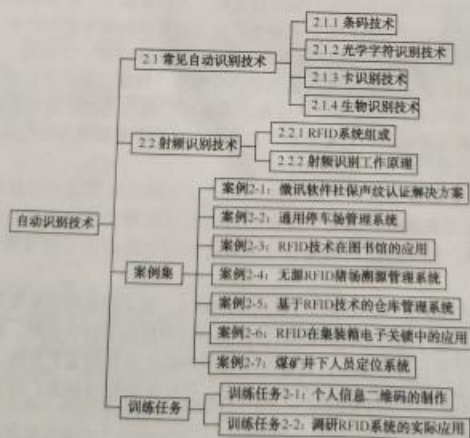 自动识别技术
2.1 常见自动识别技术
2.1.1 条码技术
2.1.2 光学字符识别技术
2.1.3 卡识别技术
2.1.4 生物识别技术
2.2 射频识别技术
2.2.1 RFID系统组成
2.2.2 射频识别工作原理
案例集
案例2-1：微讯软件社保声纹认证解决方案
案例2-2：通用停车场管理系统
案例2-3：RFID技术在图书馆的应用
案例2-4：无源RFID猪场溯源管理系统
案例2-5：基于RFID技术的仓库管理系统
案例2-6：RFID在集装箱电子关锁中的应用
案例2-7：煤矿井下人员定位系统
训练任务
训练任务2-1：个人信息二维码的制作
训练任务2-2：调研RFID系统的实际应用